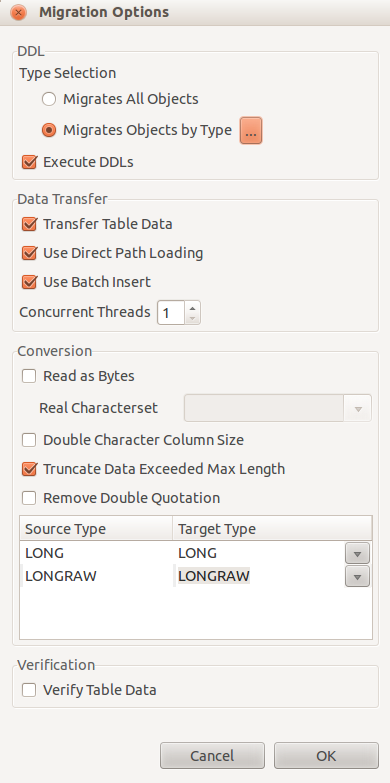 Migration Options
DDL
Type Selection
Migrates All Objects
Migrates Objects by Type ...
Execute DDLs
Data Transfer
Transfer Table Data
Use Direct Path Loading
Use Batch Insert
Concurrent Threads 1
Conversion
Read as Bytes
Real Characterset
Double Character Column Size
Truncate Data Exceeded Max Length
Remove Double Quotation
Source Type Target Type
LONG LONG
LONGRAW LONGRAW
Verification
Verify Table Data
Cancel OK